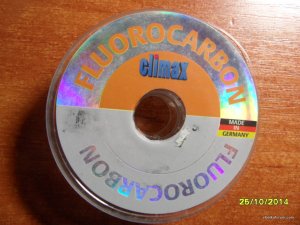 FLUOROCARBON
climax
MADE
IN
GERMANY
FLUOROCARBON
25/10/2014